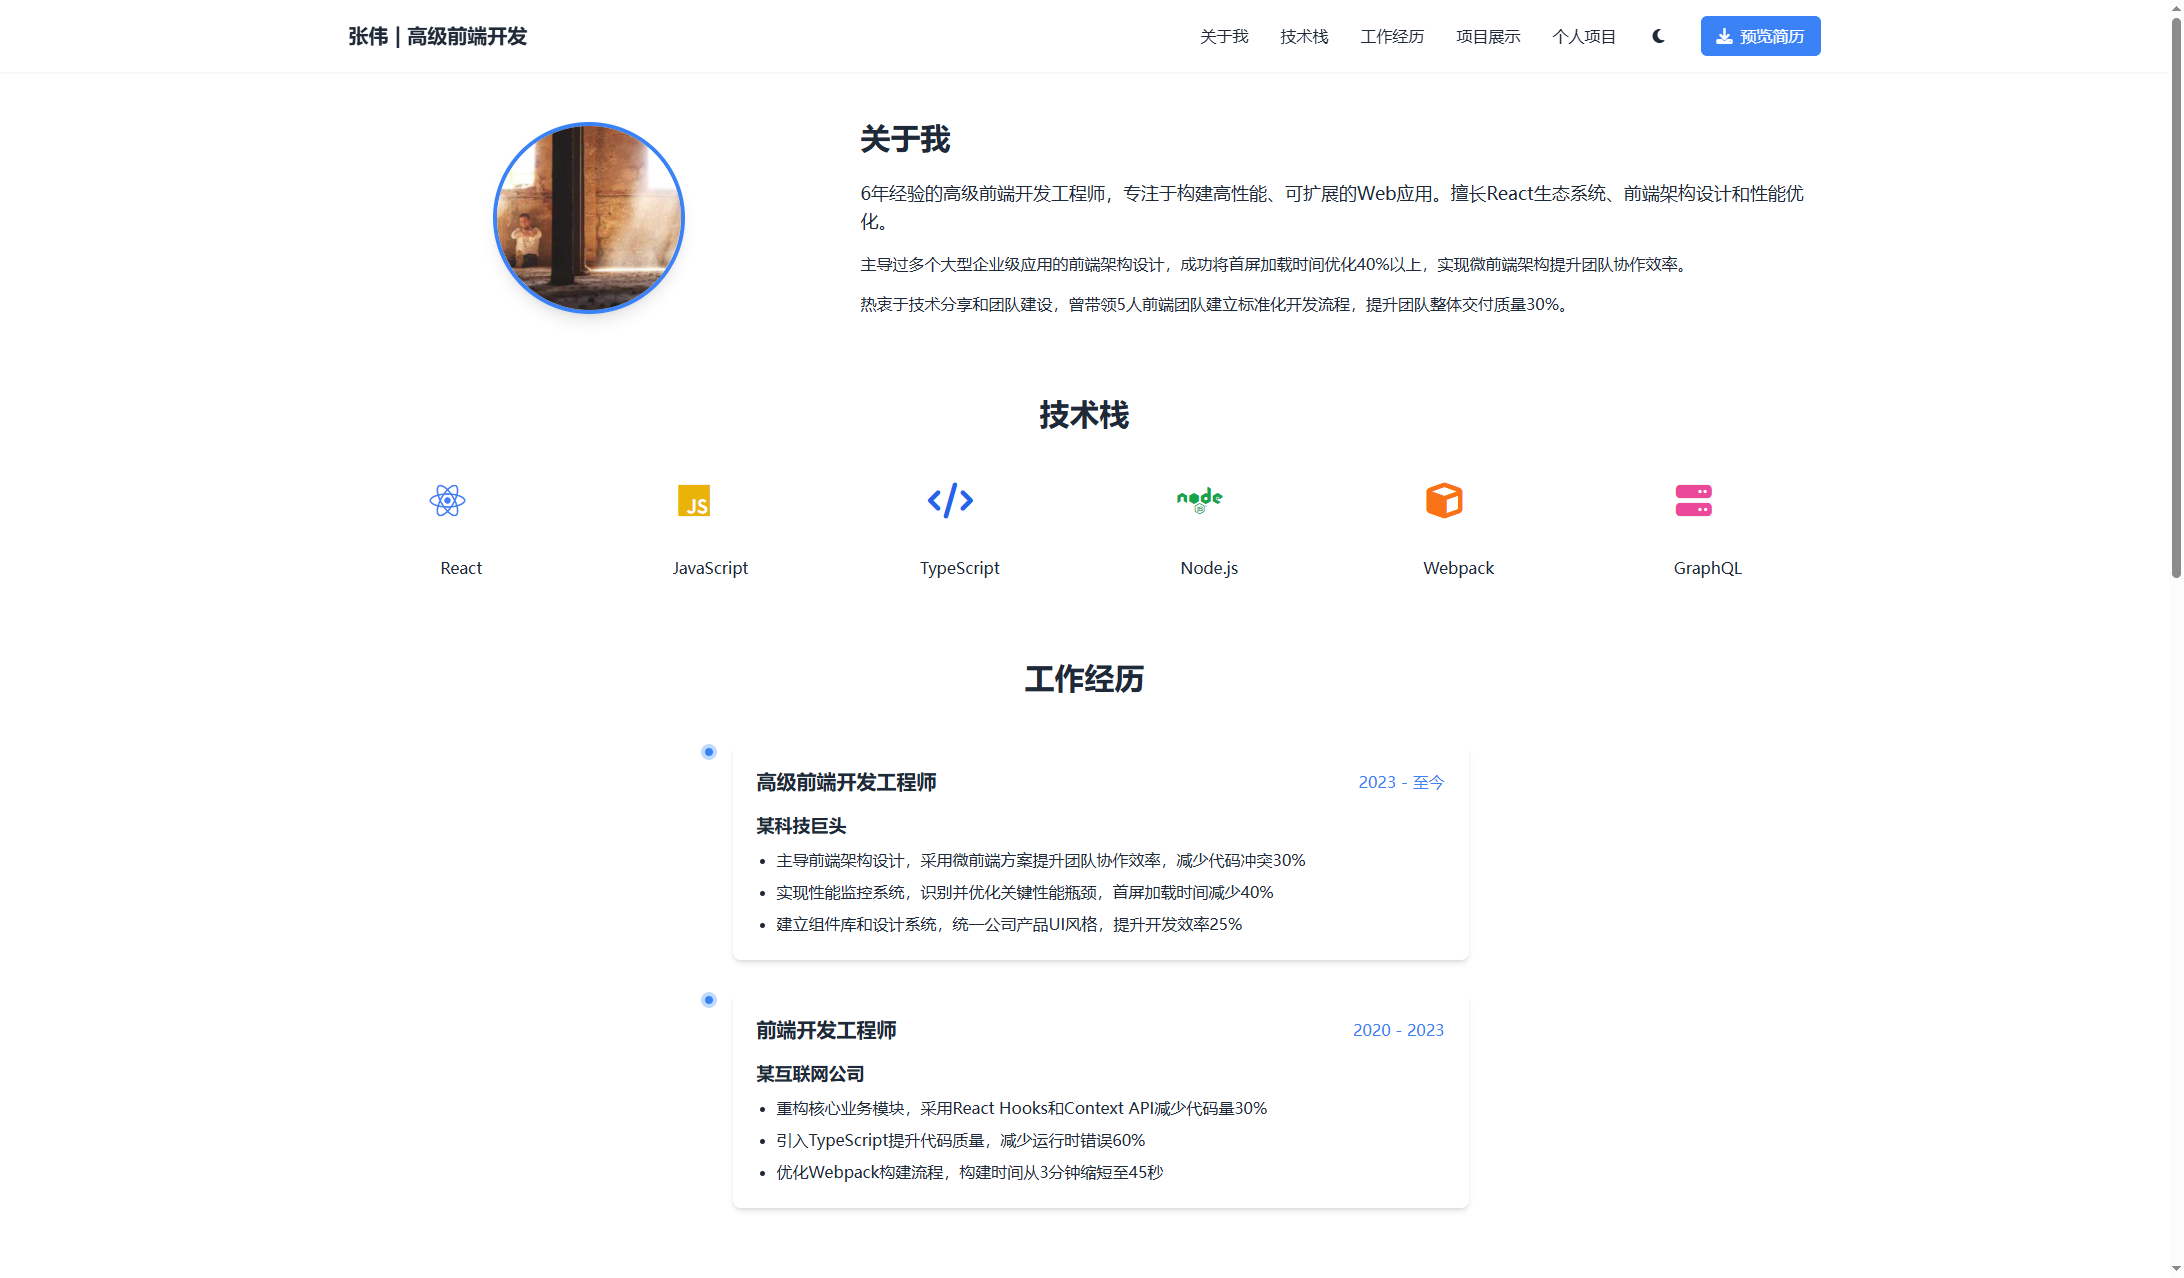 张伟 | 高级前端开发
关于我
技术栈
工作经历
项目展示
个人项目
预览简历
关于我
6年经验的高级前端开发工程师，专注于构建高性能、可扩展的Web应用。擅长React生态系统、前端架构设计和性能优
化。
主导过多个大型企业级应用的前端架构设计，成功将首屏加载时间优化40%以上，实现微前端架构提升团队协作效率。
热衷于技术分享和团队建设，曾带领5人前端团队建立标准化开发流程，提升团队整体交付质量30%。
技术栈
JS
node
JS
React
JavaScript
TypeScript
Node.js
Webpack
GraphQL
工作经历
高级前端开发工程师
2023 - 至今
某科技巨头
• 主导前端架构设计，采用微前端方案提升团队协作效率，减少代码冲突30%
• 实现性能监控系统，识别并优化关键性能瓶颈，首屏加载时间减少40%
• 建立组件库和设计系统，统一公司产品UI风格，提升开发效率25%
前端开发工程师
2020 - 2023
某互联网公司
• 重构核心业务模块，采用React Hooks和Context API减少代码量30%
• 引入TypeScript提升代码质量，减少运行时错误60%
• 优化Webpack构建流程，构建时间从3分钟缩短至45秒